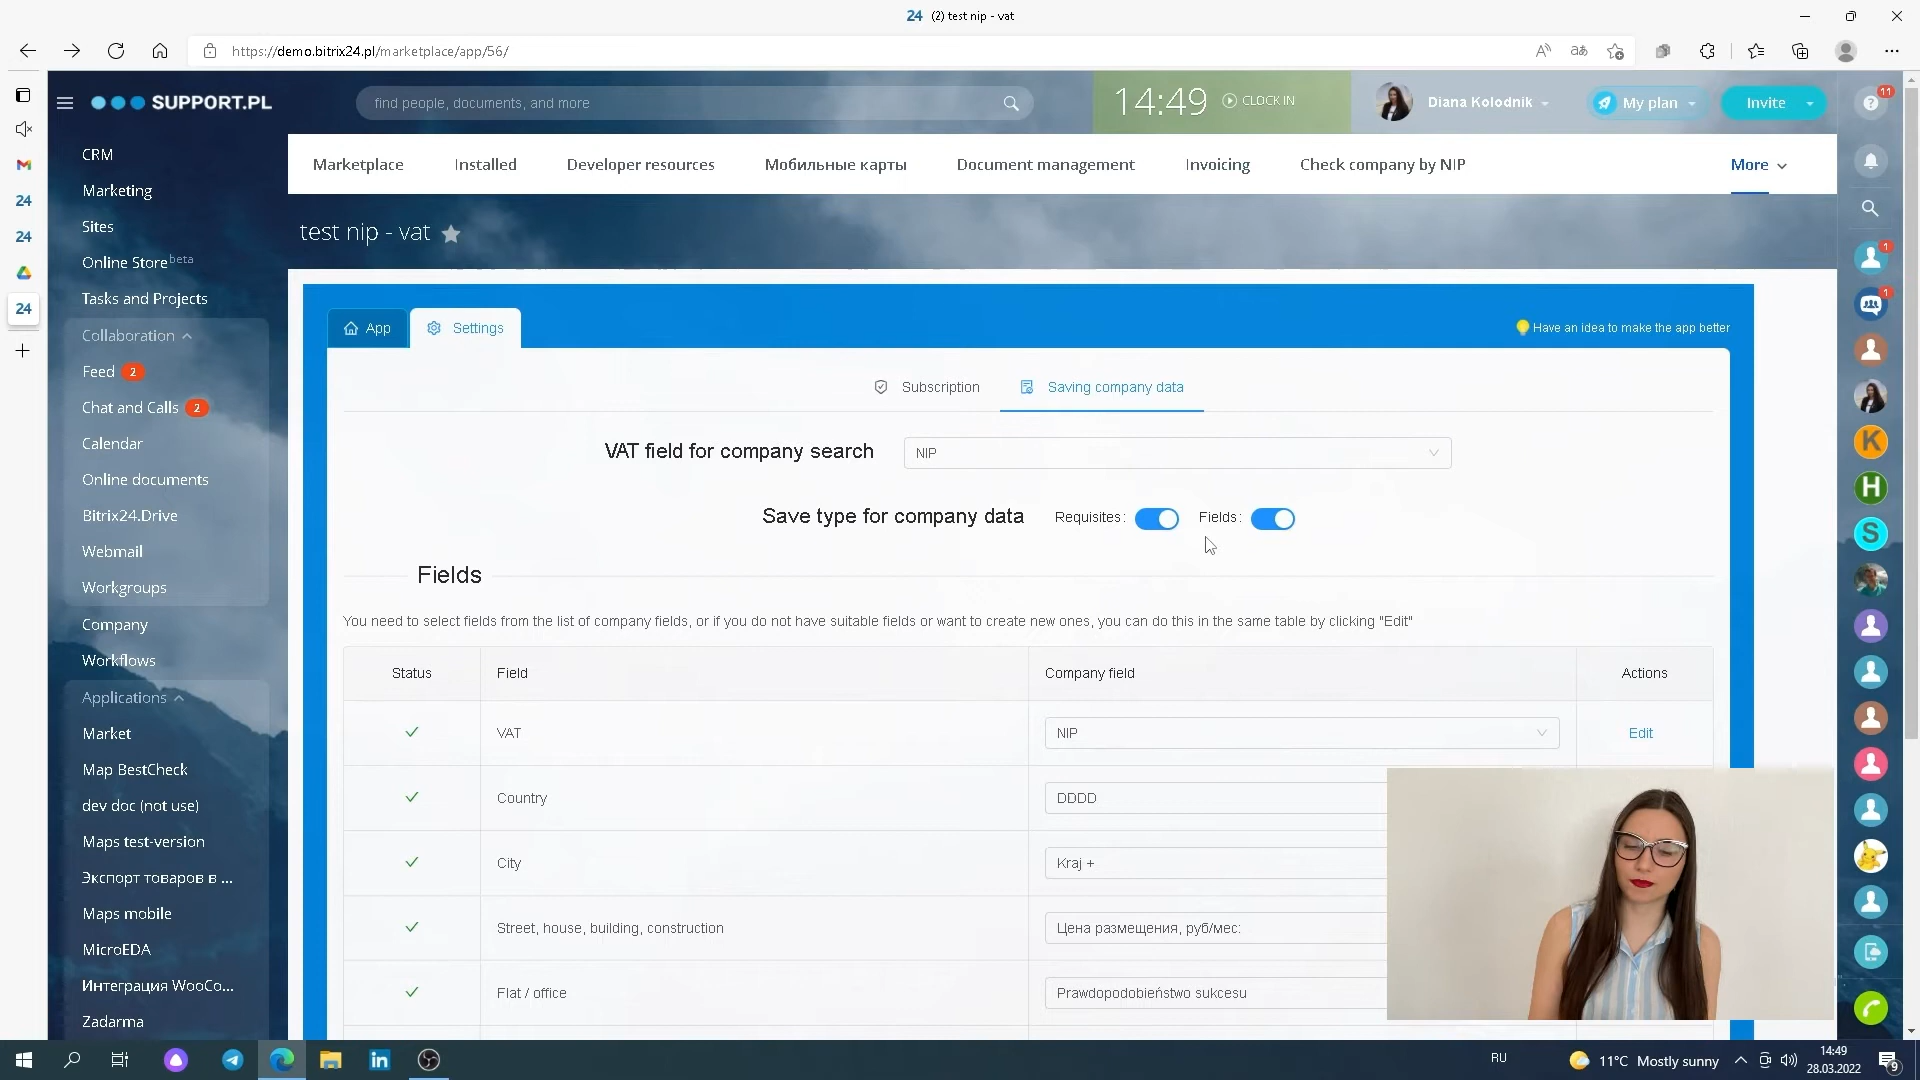 24 (2) test nip - vat
https://demo.bitrix24.pl/marketplace/app/56/
SUPPORT.PL
find people, documents, and more
14:49 CLOCK IN
Diana Kolodnik
My plan
Invite
11
24
24
24
CRM
Marketing
Sites
Online Store beta
Tasks and Projects
Collaboration
Feed 2
Chat and Calls 2
Calendar
Online documents
Bitrix24.Drive
Webmail
Workgroups
Company
Workflows
Applications
Market
Map BestCheck
dev doc (not use)
Maps test-version
Экспорт товаров в ...
Maps mobile
MicroEDA
Интеграция WooCo...
Zadarma
Marketplace Installed Developer resources Мобильные карты Document management Invoicing Check company by NIP More
test nip - vat
App Settings
Have an idea to make the app better
Subscription Saving company data
VAT field for company search NIP
Save type for company data Requisites: Fields:
Fields
You need to select fields from the list of company fields, or if you do not have suitable fields or want to create new ones, you can do this in the same table by clicking "Edit"
Status Field Company field Actions
VAT NIP Edit
Country DDDD
City Kraj +
Street, house, building, construction Цена размещения, руб/мес:
Flat / office Prawdopodobieństwo sukcesu
1
1
K
H
S
RU
11°C Mostly sunny
14:49
28.03.2022
9